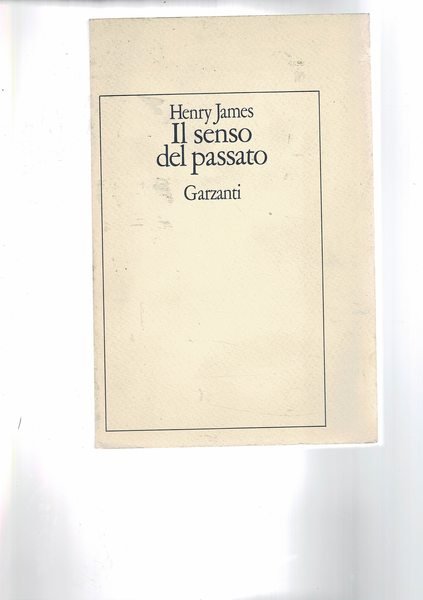 Henry James
Il senso
del passato
Garzanti